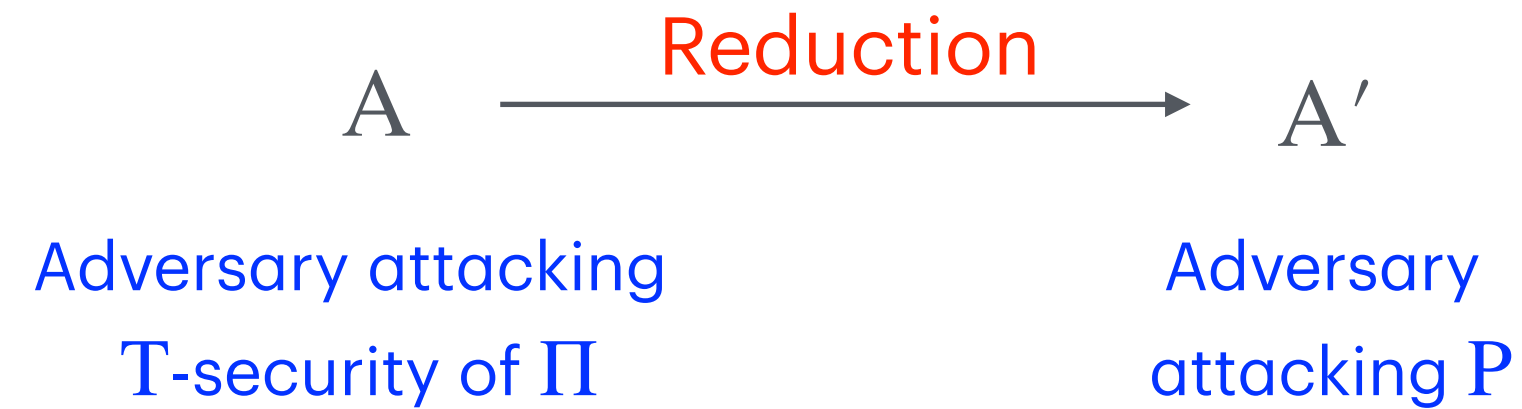 Reduction
A A′
Adversary attacking Adversary
T-security of Π attacking P